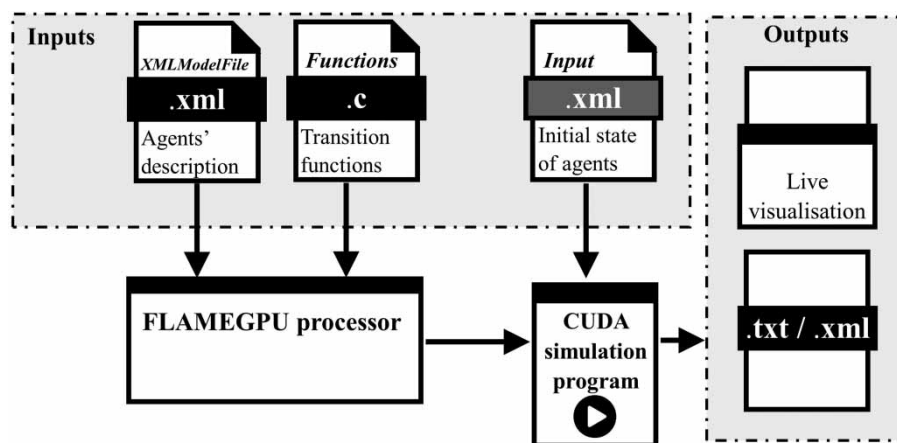 Inputs
XMLModelFile
.xml
Agents'
description
Functions
.c
Transition
functions
Input
.xml
Initial state
of agents
FLAMEGPU processor
CUDA
simulation
program
Outputs
Live
visualisation
.txt / .xml